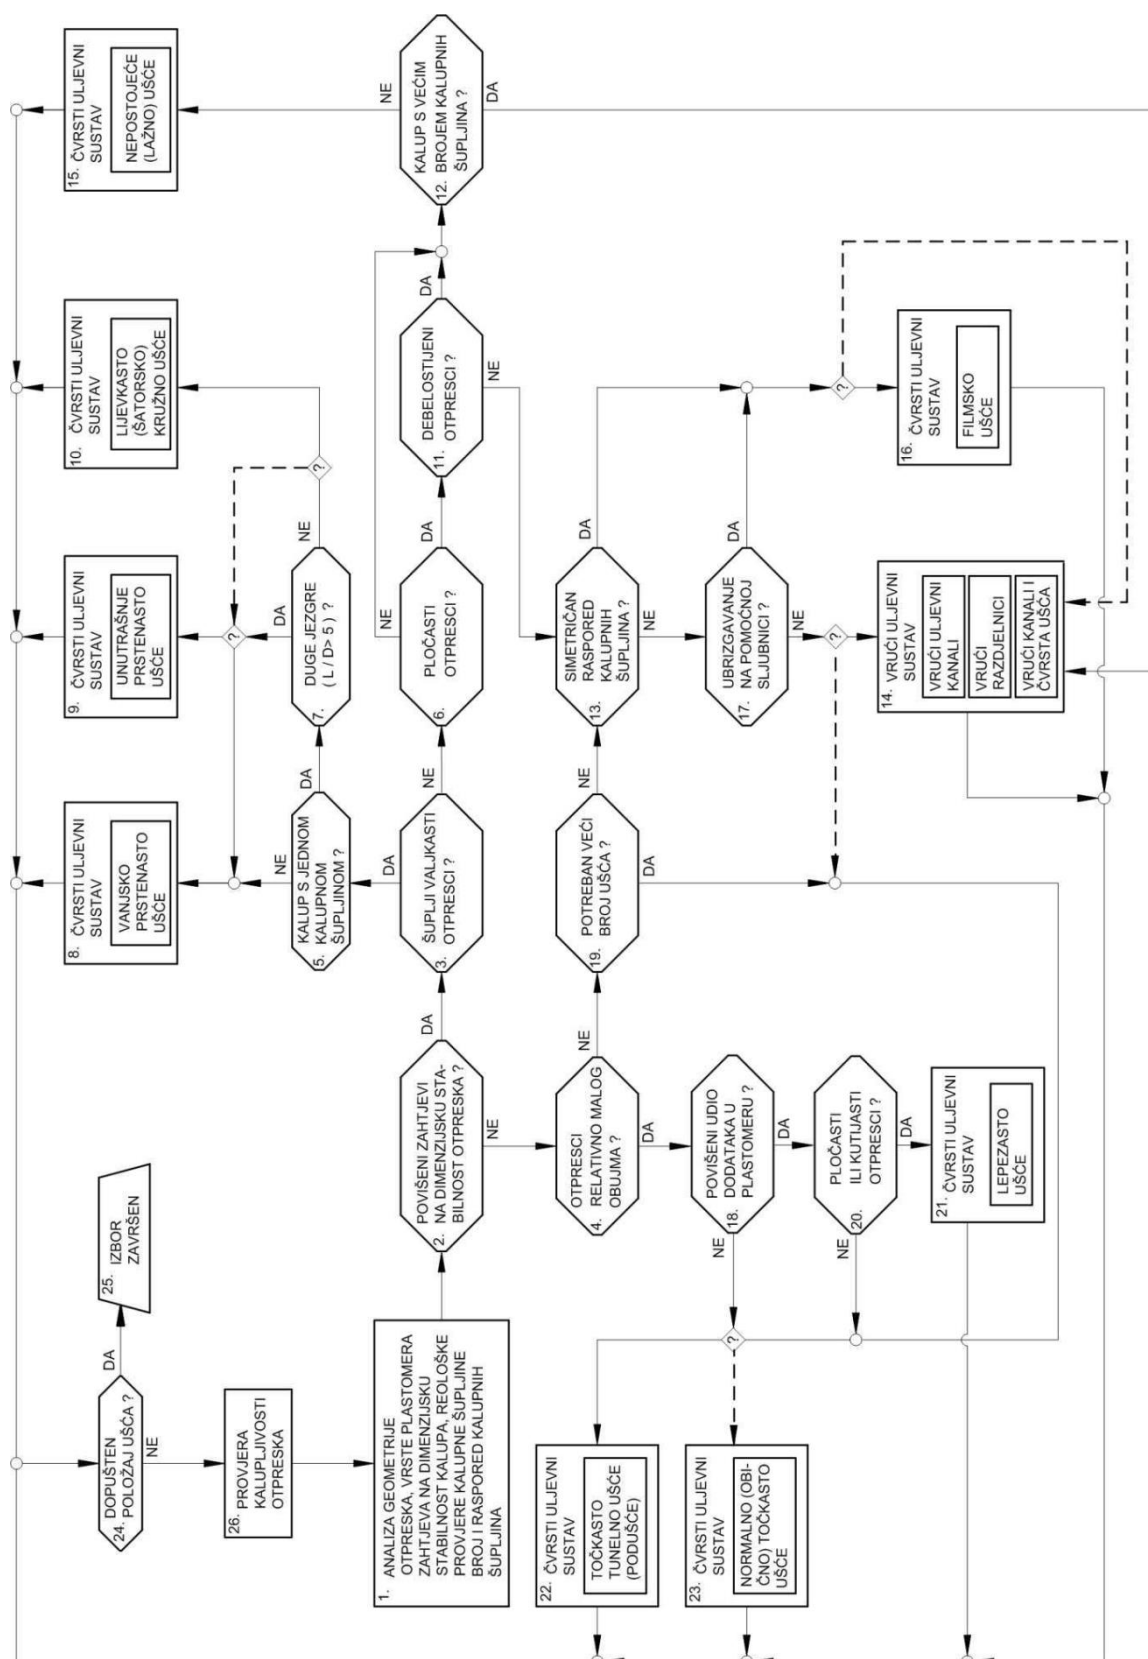 1. ANALIZA GEOMETRIJE
OTPRESKA, VRSTE PLASTOMERA
ZAHTJEVA NA DIMENZIJSKU
STABILNOST KALUPA, REOLOŠKE
PROVJERE KALUPNE ŠUPLJINE
BROJ I RASPORED KALUPNIH
ŠUPLJINA
POVIŠENI ZAHTJEVI
2. NA DIMENZIJSKU STA-
BILNOST OTPRESKA ?
DA
NE
3. ŠUPLJI VALJKASTI
OTPRESCI ?
DA
NE
OTPRESCI
4. RELATIVNO MALOG
OBUJMA ?
NE
DA
KALUP S JEDNOM
5. KALUPNOM
ŠUPLJINOM ?
NE
DA
6. PLOČASTI
OTPRESCI ?
NE
DA
7. DUGE JEZGRE
( L / D> 5 ) ?
DA
NE
?
?
8. ČVRSTI ULJEVNI
SUSTAV
VANJSKO
PRSTENASTO
UŠĆE
9. ČVRSTI ULJEVNI
SUSTAV
UNUTRAŠNJE
PRSTENASTO
UŠĆE
10. ČVRSTI ULJEVNI
SUSTAV
LIJEVKASTO
(ŠATORSKO)
KRUŽNO UŠĆE
11. DEBELOSTIJENI
OTPRESCI ?
DA
NE
KALUP S VEĆIM
12. BROJEM KALUPNIH
ŠUPLJINA ?
NE
DA
SIMETRIČAN
RASPORED
13. KALUPNIH
ŠUPLJINA ?
DA
NE
14. VRUĆI ULJEVNI
SUSTAV
VRUĆI ULJEVNI
KANALI
VRUĆI
RAZDJELNICI
VRUĆI KANALI I
ČVRSTA UŠĆA
15. ČVRSTI ULJEVNI
SUSTAV
NEPOSTOJEĆE
(LAŽNO) UŠĆE
16. ČVRSTI ULJEVNI
SUSTAV
FILMSKO
UŠĆE
?
UBRIZGAVANJE
17. NA POMOĆNOJ
SLJUBNICI ?
DA
NE
?
POVIŠENI UDIO
18. DODATAKA U
PLASTOMERU ?
NE
DA
?
19. POTREBAN VEĆI
BROJ UŠĆA ?
NE
DA
PLOČASTI
ILI KUTIJASTI
20. OTPRESCI ?
NE
DA
21. ČVRSTI ULJEVNI
SUSTAV
LEPEZASTO
UŠĆE
22. ČVRSTI ULJEVNI
SUSTAV
TOČKASTO
TUNELNO UŠĆE
(PODUŠĆE)
23. ČVRSTI ULJEVNI
SUSTAV
NORMALNO (OBI-
ČNO) TOČKASTO
UŠĆE
DOPUŠTEN
24. POLOŽAJ UŠĆA ?
DA
NE
25. IZBOR
ZAVRŠEN
26. PROVJERA
KALUPLJIVOSTI
OTPRESKA